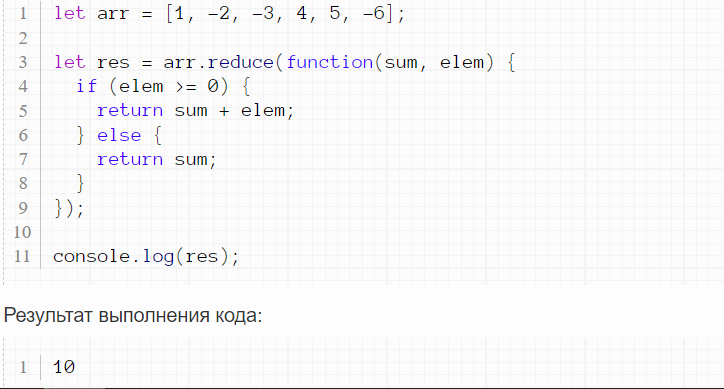 1 let arr = [1, -2, -3, 4, 5, -6];
2
3 let res = arr.reduce(function(sum, elem) {
4   if (elem >= 0) {
5     return sum + elem;
6   } else {
7     return sum;
8   }
9 });
10
11 console.log(res);
Результат выполнения кода:
1 10